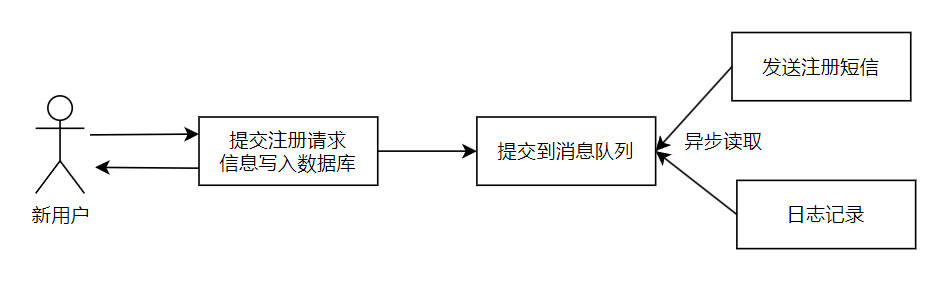 新用户
提交注册请求
信息写入数据库
提交到消息队列
异步读取
发送注册短信
日志记录